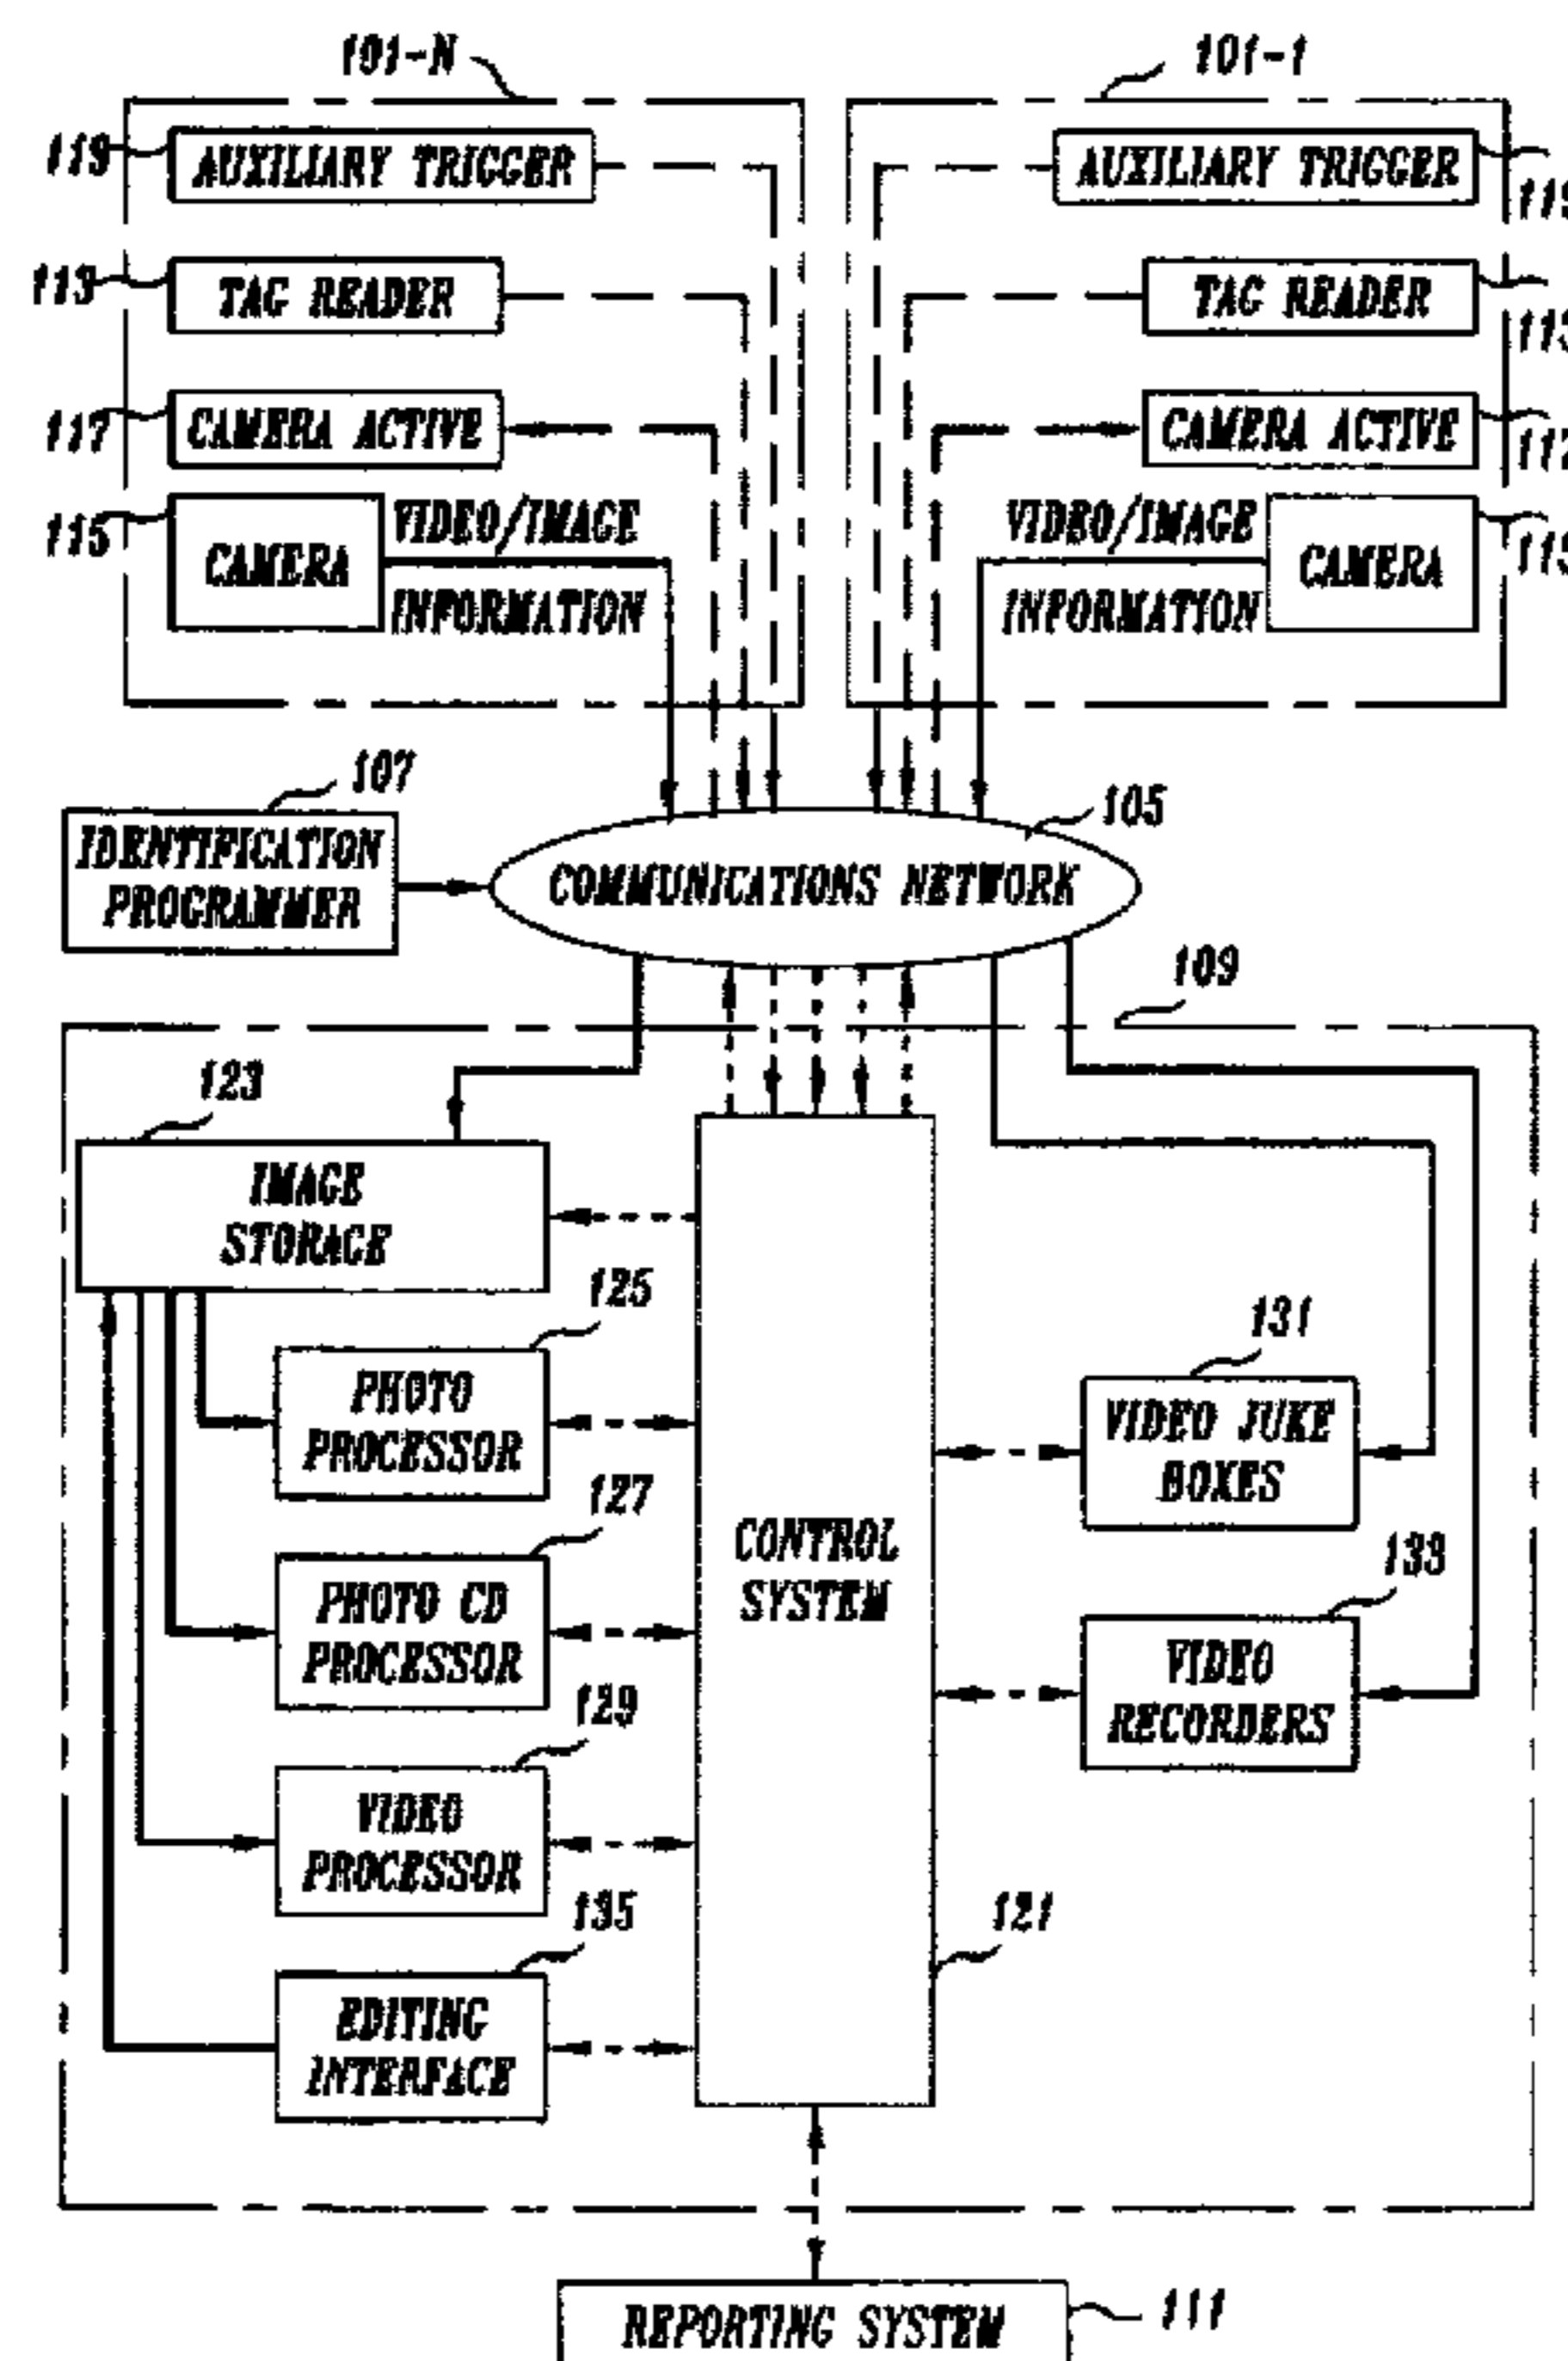 101-N
101-1
119
AUXILIARY TRIGGER
AUXILIARY TRIGGER
113
TAG READER
TAG READER
117
CAMERA ACTIVE
CAMERA ACTIVE
115
CAMERA
VIDEO/IMAGE
INFORMATION
VIDEO/IMAGE
INFORMATION
CAMERA
107
IDENTIFICATION
PROGRAMMER
105
COMMUNICATIONS NETWORK
109
123
IMAGE
STORAGE
125
PHOTO
PROCESSOR
131
VIDEO JUKE
BOXES
127
PHOTO CD
PROCESSOR
CONTROL
SYSTEM
133
VIDEO
RECORDERS
129
VIDEO
PROCESSOR
135
EDITING
INTERFACE
121
REPORTING SYSTEM
111